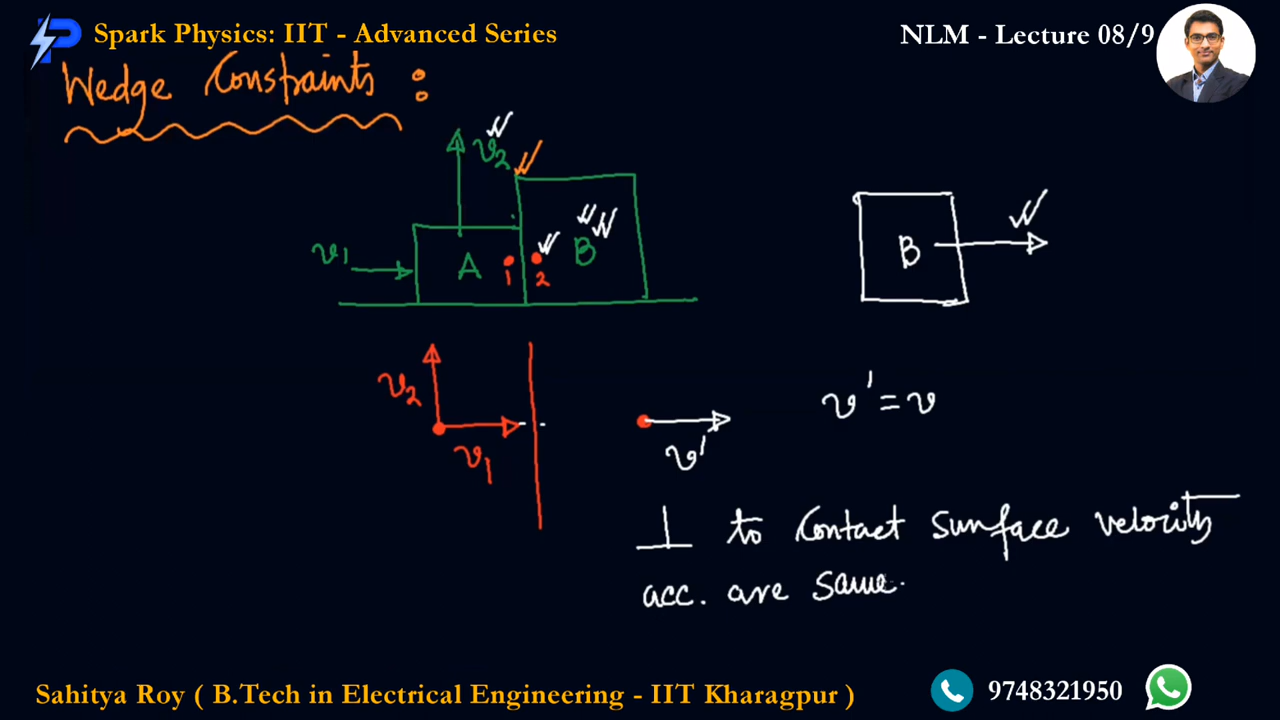 Spark Physics: IIT - Advanced Series
NLM - Lecture 08/9
Wedge Constraints :
v2
v1
A
1
2
B
B
v2
v1
v'
v' = v
⊥ to contact surface velocity
acc. are same.
Sahitya Roy ( B.Tech in Electrical Engineering - IIT Kharagpur )
9748321950